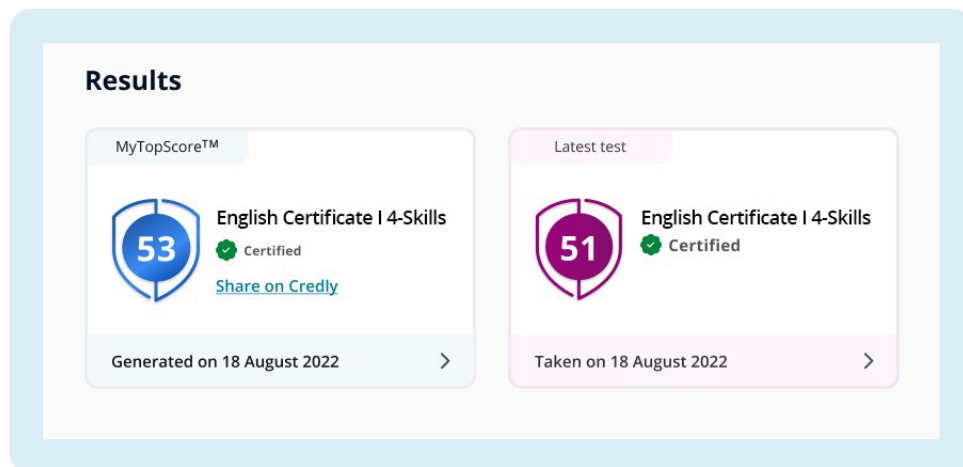 Results
MyTopScore™
53
English Certificate I 4-Skills
Certified
Share on Credly
Generated on 18 August 2022
Latest test
51
English Certificate I 4-Skills
Certified
Taken on 18 August 2022